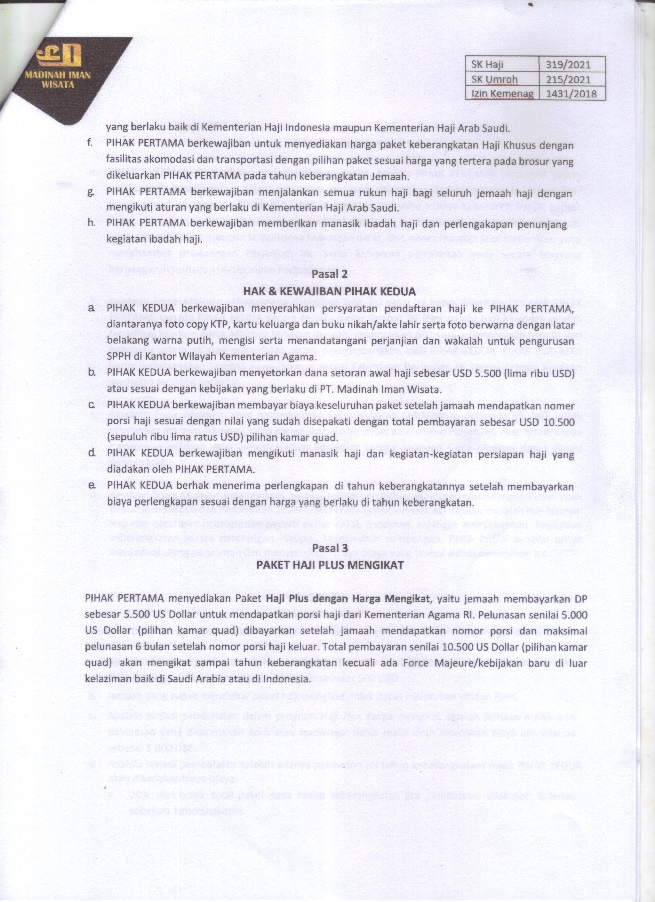 MADINAH IMAN
WISATA
SK Haji 319/2021
SK Umroh 215/2021
Izin Kemenag 1431/2018
yang berlaku baik di Kementerian Haji Indonesia maupun Kementerian Haji Arab Saudi.
f. PIHAK PERTAMA berkewajiban untuk menyediakan harga paket keberangkatan Haji Khusus dengan
fasilitas akomodasi dan transportasi dengan pilihan paket sesuai harga yang tertera pada brosur yang
dikeluarkan PIHAK PERTAMA pada tahun keberangkatan Jemaah.
g. PIHAK PERTAMA berkewajiban menjalankan semua rukun haji bagi seluruh jemaah haji dengan
mengikuti aturan yang berlaku di Kementerian Haji Arab Saudi.
h. PIHAK PERTAMA berkewajiban memberikan manasik ibadah haji dan perlengakapan penunjang
kegiatan ibadah haji.
Pasal 2
HAK & KEWAJIBAN PIHAK KEDUA
a. PIHAK KEDUA berkewajiban menyerahkan persyaratan pendaftaran haji ke PIHAK PERTAMA,
diantaranya foto copy KTP, kartu keluarga dan buku nikah/akte lahir serta foto berwarna dengan latar
belakang warna putih, mengisi serta menandatangani perjanjian dan wakalah untuk pengurusan
SPPH di Kantor Wilayah Kementerian Agama.
b. PIHAK KEDUA berkewajiban menyetorkan dana setoran awal haji sebesar USD 5.500 (lima ribu USD)
atau sesuai dengan kebijakan yang berlaku di PT. Madinah Iman Wisata.
c. PIHAK KEDUA berkewajiban membayar biaya keseluruhan paket setelah jamaah mendapatkan nomer
porsi haji sesuai dengan nilai yang sudah disepakati dengan total pembayaran sebesar USD 10.500
(sepuluh ribu lima ratus USD) pilihan kamar quad.
d. PIHAK KEDUA berkewajiban mengikuti manasik haji dan kegiatan-kegiatan persiapan haji yang
diadakan oleh PIHAK PERTAMA.
e. PIHAK KEDUA berhak menerima perlengkapan di tahun keberangkatannya setelah membayarkan
biaya perlengkapan sesuai dengan harga yang berlaku di tahun keberangkatan.
Pasal 3
PAKET HAJI PLUS MENGIKAT
PIHAK PERTAMA menyediakan Paket Haji Plus dengan Harga Mengikat, yaitu jemaah membayarkan DP
sebesar 5.500 US Dollar untuk mendapatkan porsi haji dari Kementerian Agama RI. Pelunasan senilai 5.000
US Dollar (pilihan kamar quad) dibayarkan setelah jamaah mendapatkan nomor porsi dan maksimal
pelunasan 6 bulan setelah nomor porsi haji keluar. Total pembayaran senilai 10.500 US Dollar (pilihan kamar
quad) akan mengikat sampai tahun keberangkatan kecuali ada Force Majeure/kebijakan baru di luar
kelaziman baik di Saudi Arabia atau di Indonesia.